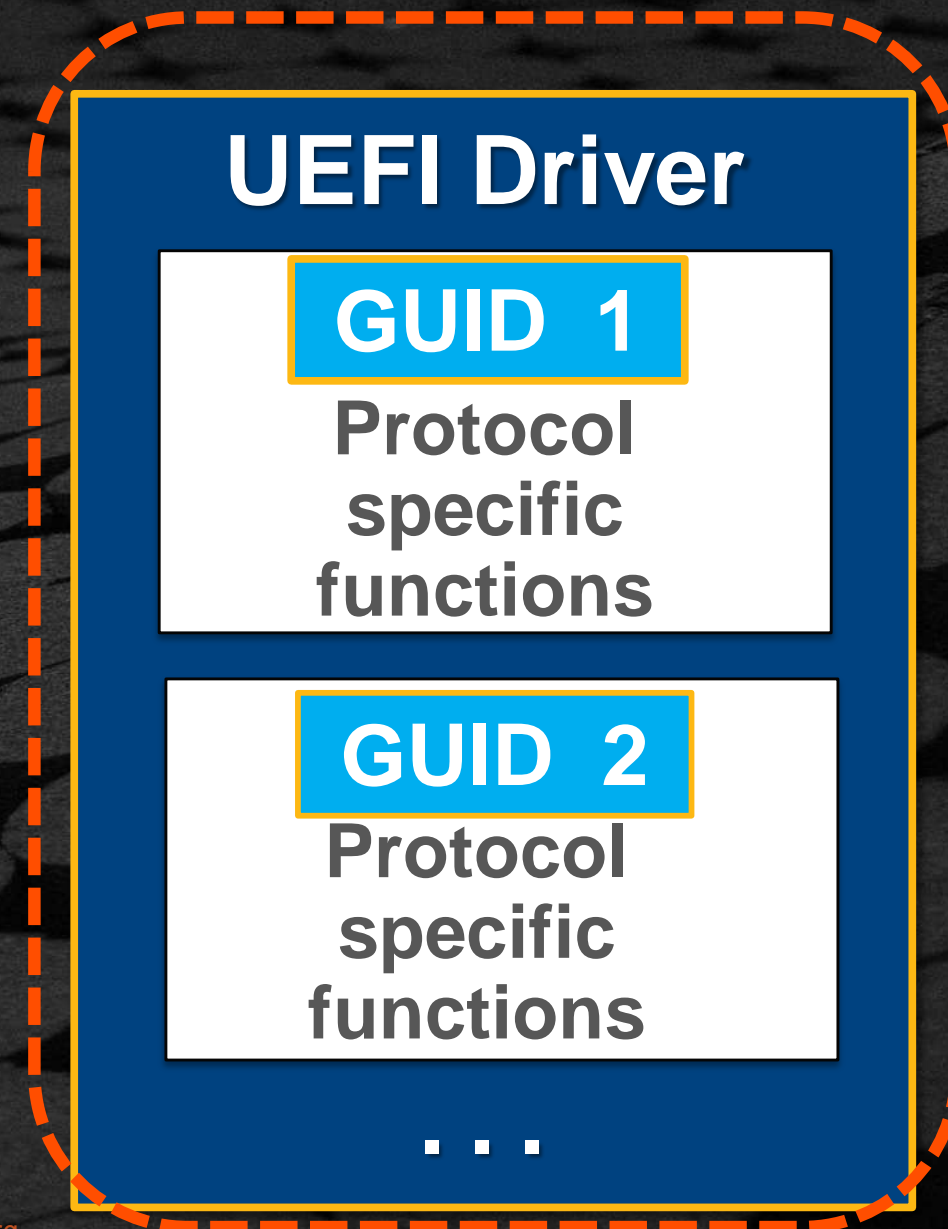 UEFI Driver
GUID 1
Protocol
specific
functions
GUID 2
Protocol
specific
functions
. . .